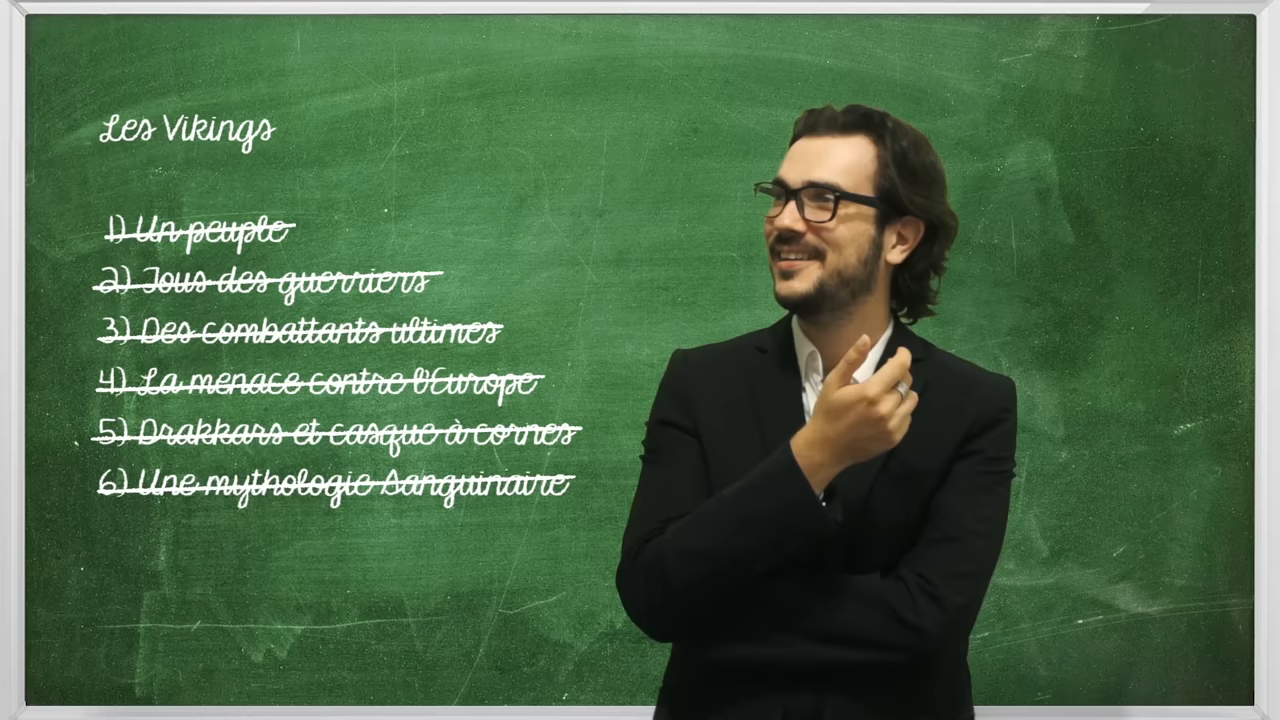 Les Vikings
1) Un peuple
2) Tous des guerriers
3) Des combattants ultimes
4) La menace contre l'Europe
5) Drakkars et casque à cornes
6) Une mythologie Sanguinaire